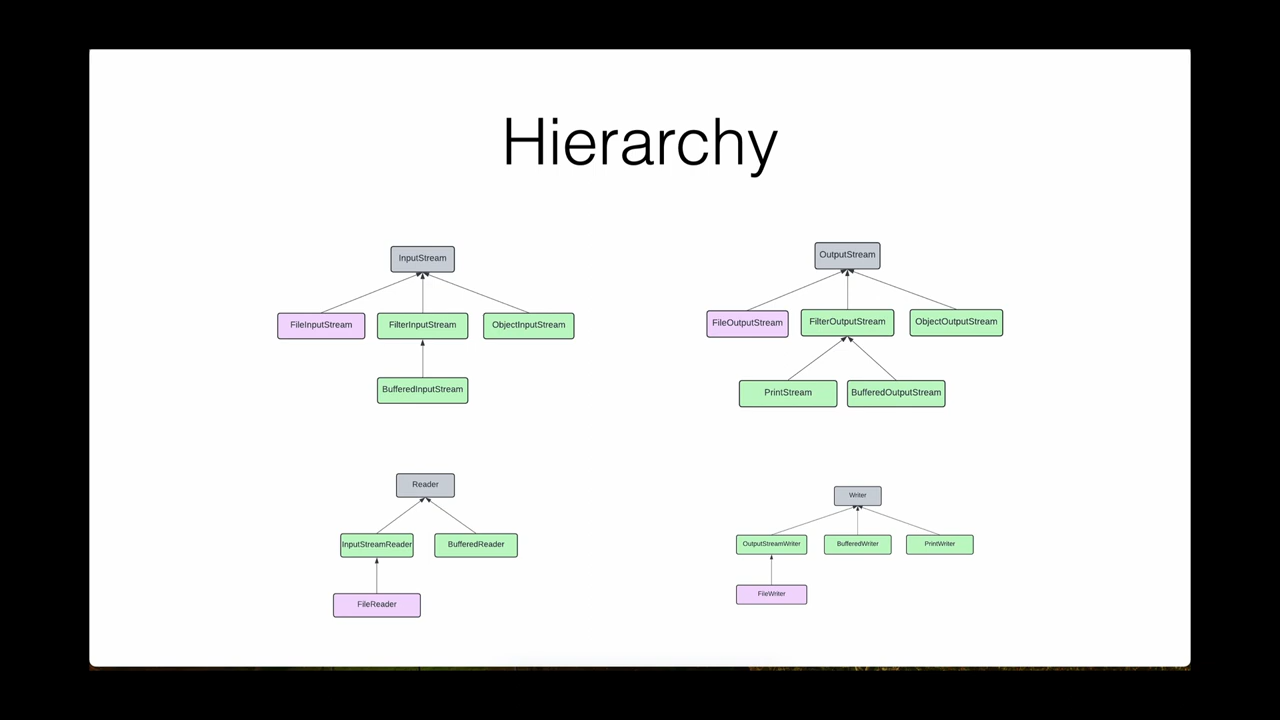 Hierarchy
InputStream
FileInputStream
FilterInputStream
ObjectInputStream
BufferedInputStream
OutputStream
FileOutputStream
FilterOutputStream
ObjectOutputStream
PrintStream
BufferedOutputStream
Reader
InputStreamReader
BufferedReader
FileReader
Writer
OutputStreamWriter
BufferedWriter
PrintWriter
FileWriter